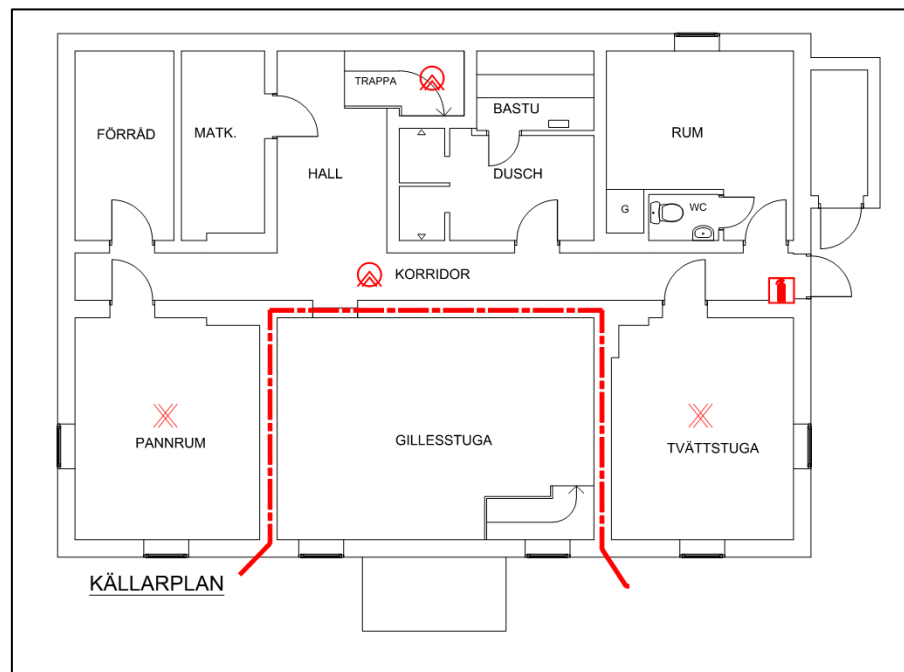 TRAPPA
BASTU
FÖRRÅD
MATK.
RUM
HALL
DUSCH
G
WC
KORRIDOR
PANNRUM
GILLESSTUGA
TVÄTTSTUGA
KÄLLARPLAN